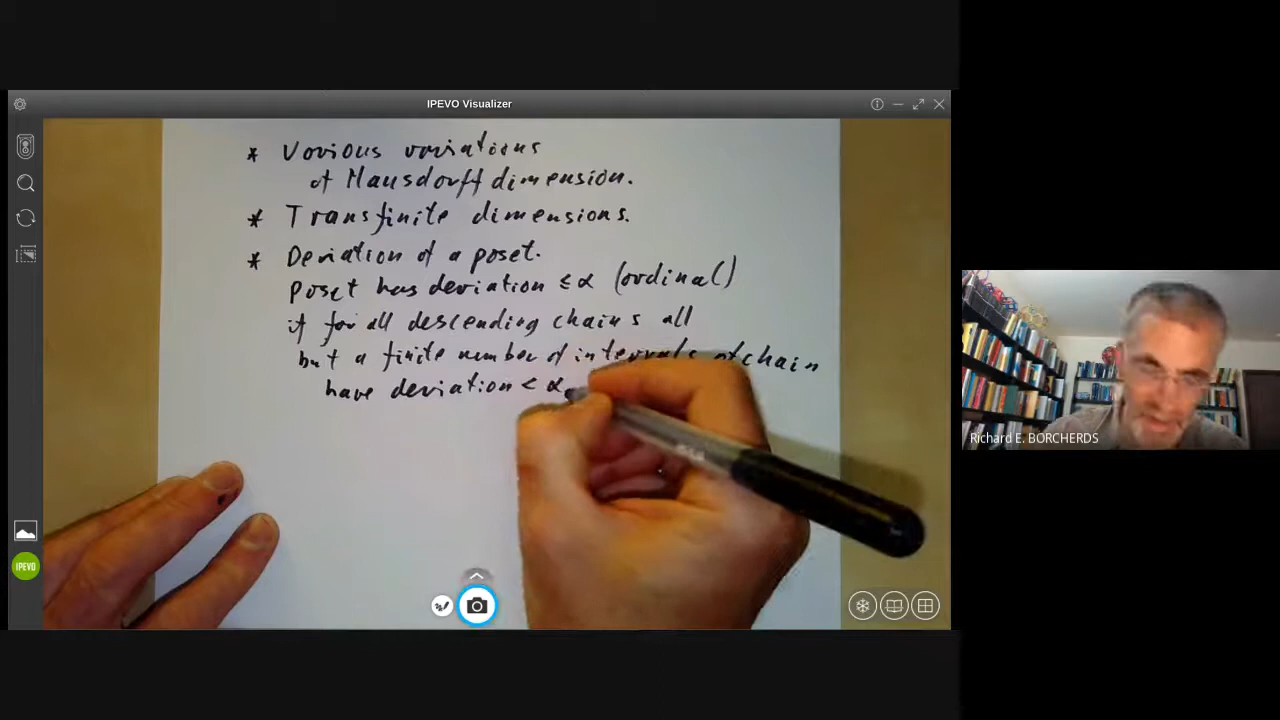 IPEVO Visualizer
* Various variations
of Hausdorff dimension.
* Transfinite dimensions.
* Deviation of a poset.
poset has deviation ≤ α (ordinal)
if for all descending chains all
but a finite number of intervals of chain
have deviation < α
IPEVO
Richard E. BORCHERDS